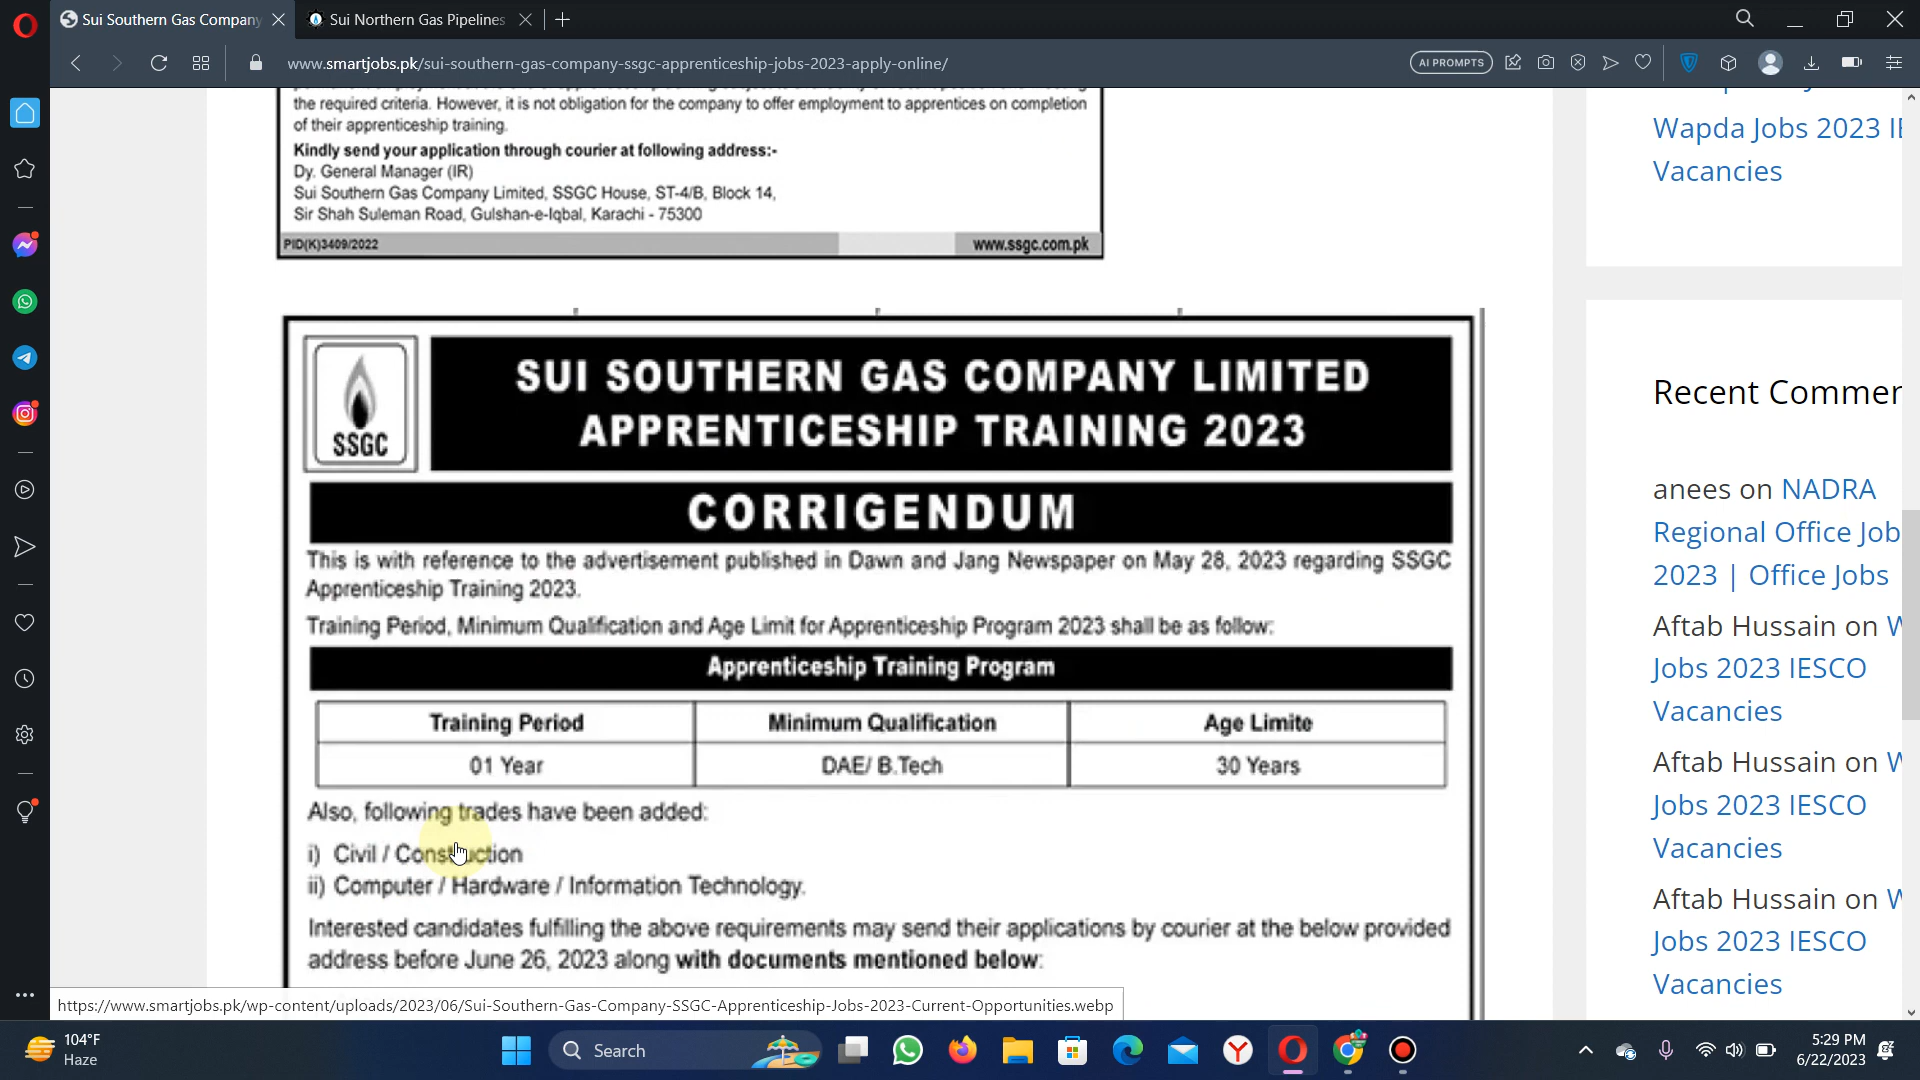 Sui Southern Gas Company
Sui Northern Gas Pipelines
www.smartjobs.pk/sui-southern-gas-company-ssgc-apprenticeship-jobs-2023-apply-online/
AI PROMPTS
the required criteria. However, it is not obligation for the company to offer employment to apprentices on completion
of their apprenticeship training.
Kindly send your application through courier at following address:-
Dy. General Manager (IR)
Sui Southern Gas Company Limited, SSGC House, ST-4/B, Block 14,
Sir Shah Suleman Road, Gulshan-e-Iqbal, Karachi - 75300
PID(K)3409/2022
www.ssgc.com.pk
SSGC
SUI SOUTHERN GAS COMPANY LIMITED
APPRENTICESHIP TRAINING 2023
CORRIGENDUM
This is with reference to the advertisement published in Dawn and Jang Newspaper on May 28, 2023 regarding SSGC
Apprenticeship Training 2023.
Training Period, Minimum Qualification and Age Limit for Apprenticeship Program 2023 shall be as follow:
Apprenticeship Training Program
Training Period Minimum Qualification Age Limite
01 Year DAE/ B.Tech 30 Years
Also, following trades have been added:
i) Civil / Construction
ii) Computer / Hardware / Information Technology.
Interested candidates fulfilling the above requirements may send their applications by courier at the below provided
address before June 26, 2023 along with documents mentioned below:
Wapda Jobs 2023 IE
Vacancies
Recent Commen
anees on NADRA
Regional Office Job
2023 | Office Jobs
Aftab Hussain on W
Jobs 2023 IESCO
Vacancies
Aftab Hussain on W
Jobs 2023 IESCO
Vacancies
Aftab Hussain on W
Jobs 2023 IESCO
Vacancies
https://www.smartjobs.pk/wp-content/uploads/2023/06/Sui-Southern-Gas-Company-SSGC-Apprenticeship-Jobs-2023-Current-Opportunities.webp
104°F
Haze
Search
5:29 PM
6/22/2023